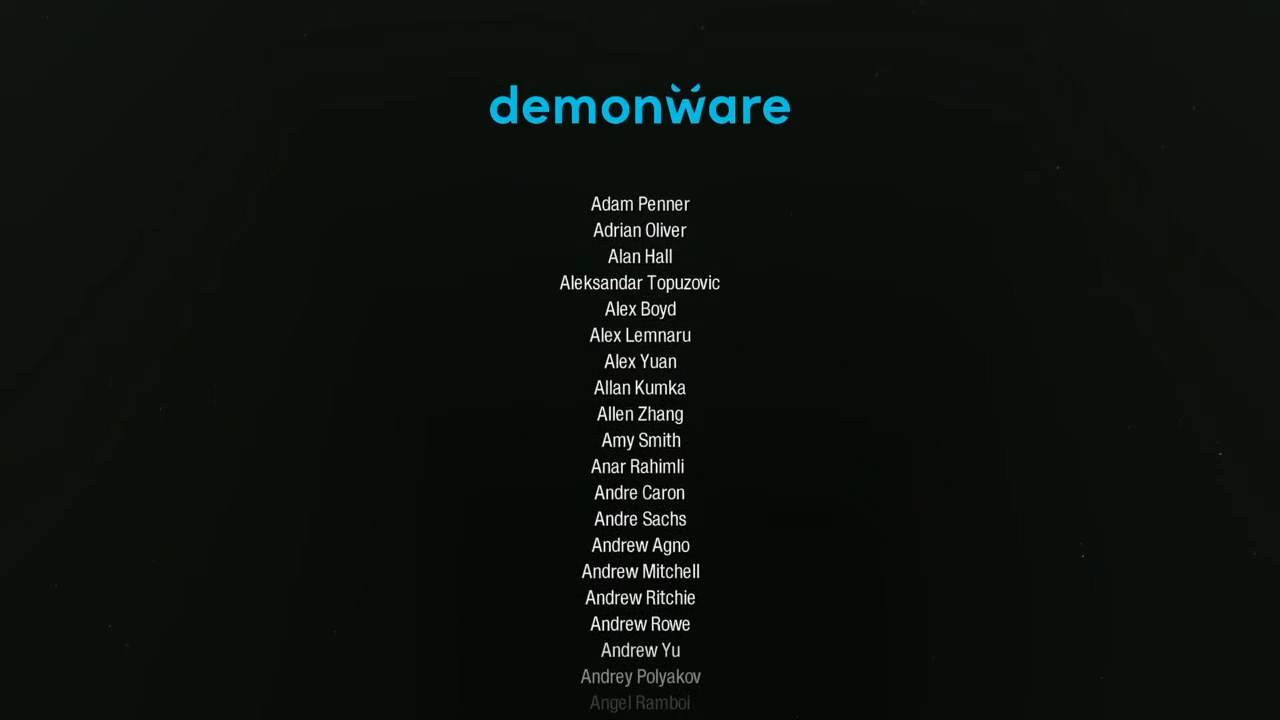 demonware
Adam Penner
Adrian Oliver
Alan Hall
Aleksandar Topuzovic
Alex Boyd
Alex Lemnaru
Alex Yuan
Allan Kumka
Allen Zhang
Amy Smith
Anar Rahimli
Andre Caron
Andre Sachs
Andrew Agno
Andrew Mitchell
Andrew Ritchie
Andrew Rowe
Andrew Yu
Andrey Polyakov
Angel Ramboi